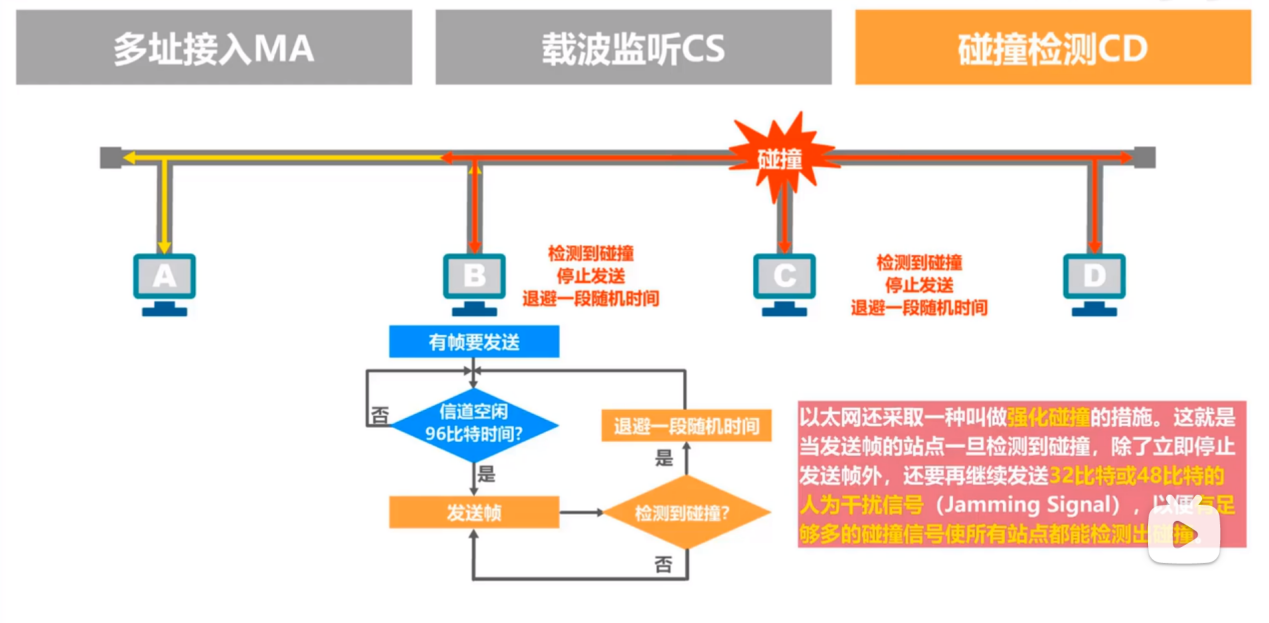 多址接入MA
载波监听CS
碰撞检测CD
碰撞
A
B
C
D
检测到碰撞
停止发送
退避一段随机时间
检测到碰撞
停止发送
退避一段随机时间
有帧要发送
否
信道空闲
96比特时间?
是
发送帧
退避一段随机时间
是
检测到碰撞?
否
以太网还采取一种叫做强化碰撞的措施。这就是
当发送帧的站点一旦检测到碰撞，除了立即停止
发送帧外，还要再继续发送32比特或48比特的
人为干扰信号（Jamming Signal），以便有足
够多的碰撞信号使所有站点都能检测出碰撞。